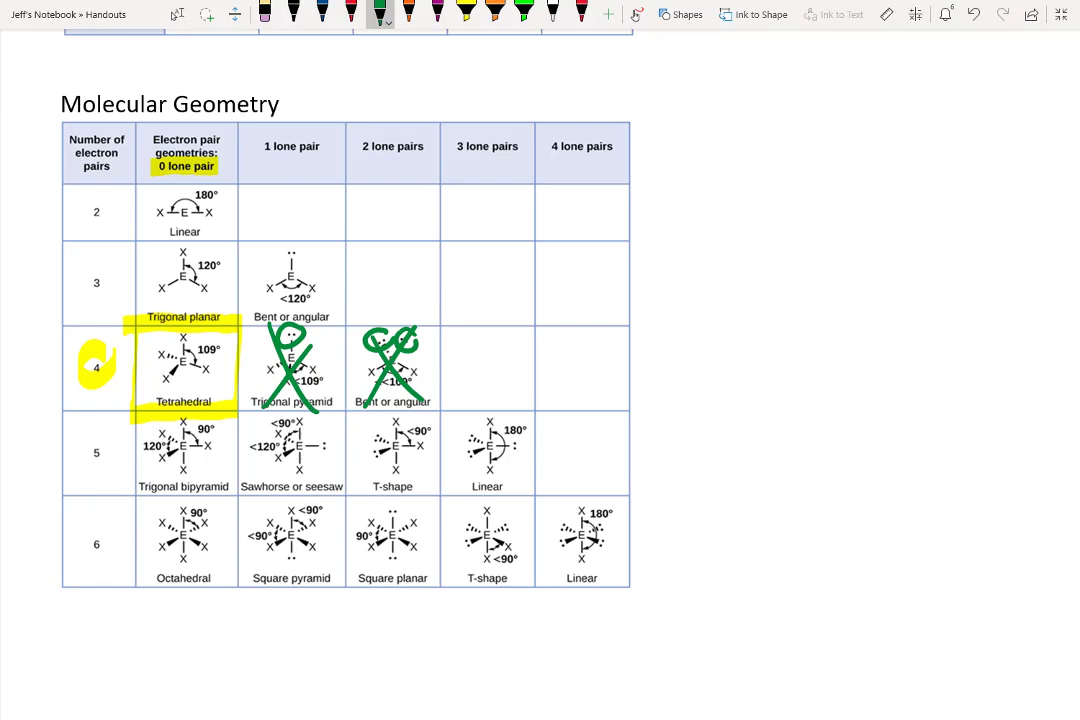 Jeff's Notebook » Handouts
Shapes
Ink to Shape
Ink to Text
6
Molecular Geometry
Number of
electron
pairs
Electron pair
geometries:
0 lone pair
1 lone pair
2 lone pairs
3 lone pairs
4 lone pairs
2
180°
X E X
Linear
3
X
120°
E
X X
Trigonal planar
E
X X
<120°
Bent or angular
4
X
109°
X E
X X
Tetrahedral
E
X X
<109°
Trigonal pyramid
X X
<109°
Bent or angular
5
X 90°
X
120° E X
X
X
Trigonal bipyramid
<90° X
X
<120° E
X
X
Sawhorse or seesaw
X
<90°
E X
X
T-shape
X 180°
E
X
Linear
6
X 90°
X X
E
X X
X
Octahedral
X <90°
X X
<90° E
X X
Square pyramid
X X
90° E
X X
Square planar
X
E
X
X <90°
T-shape
X 180°
E
X
Linear